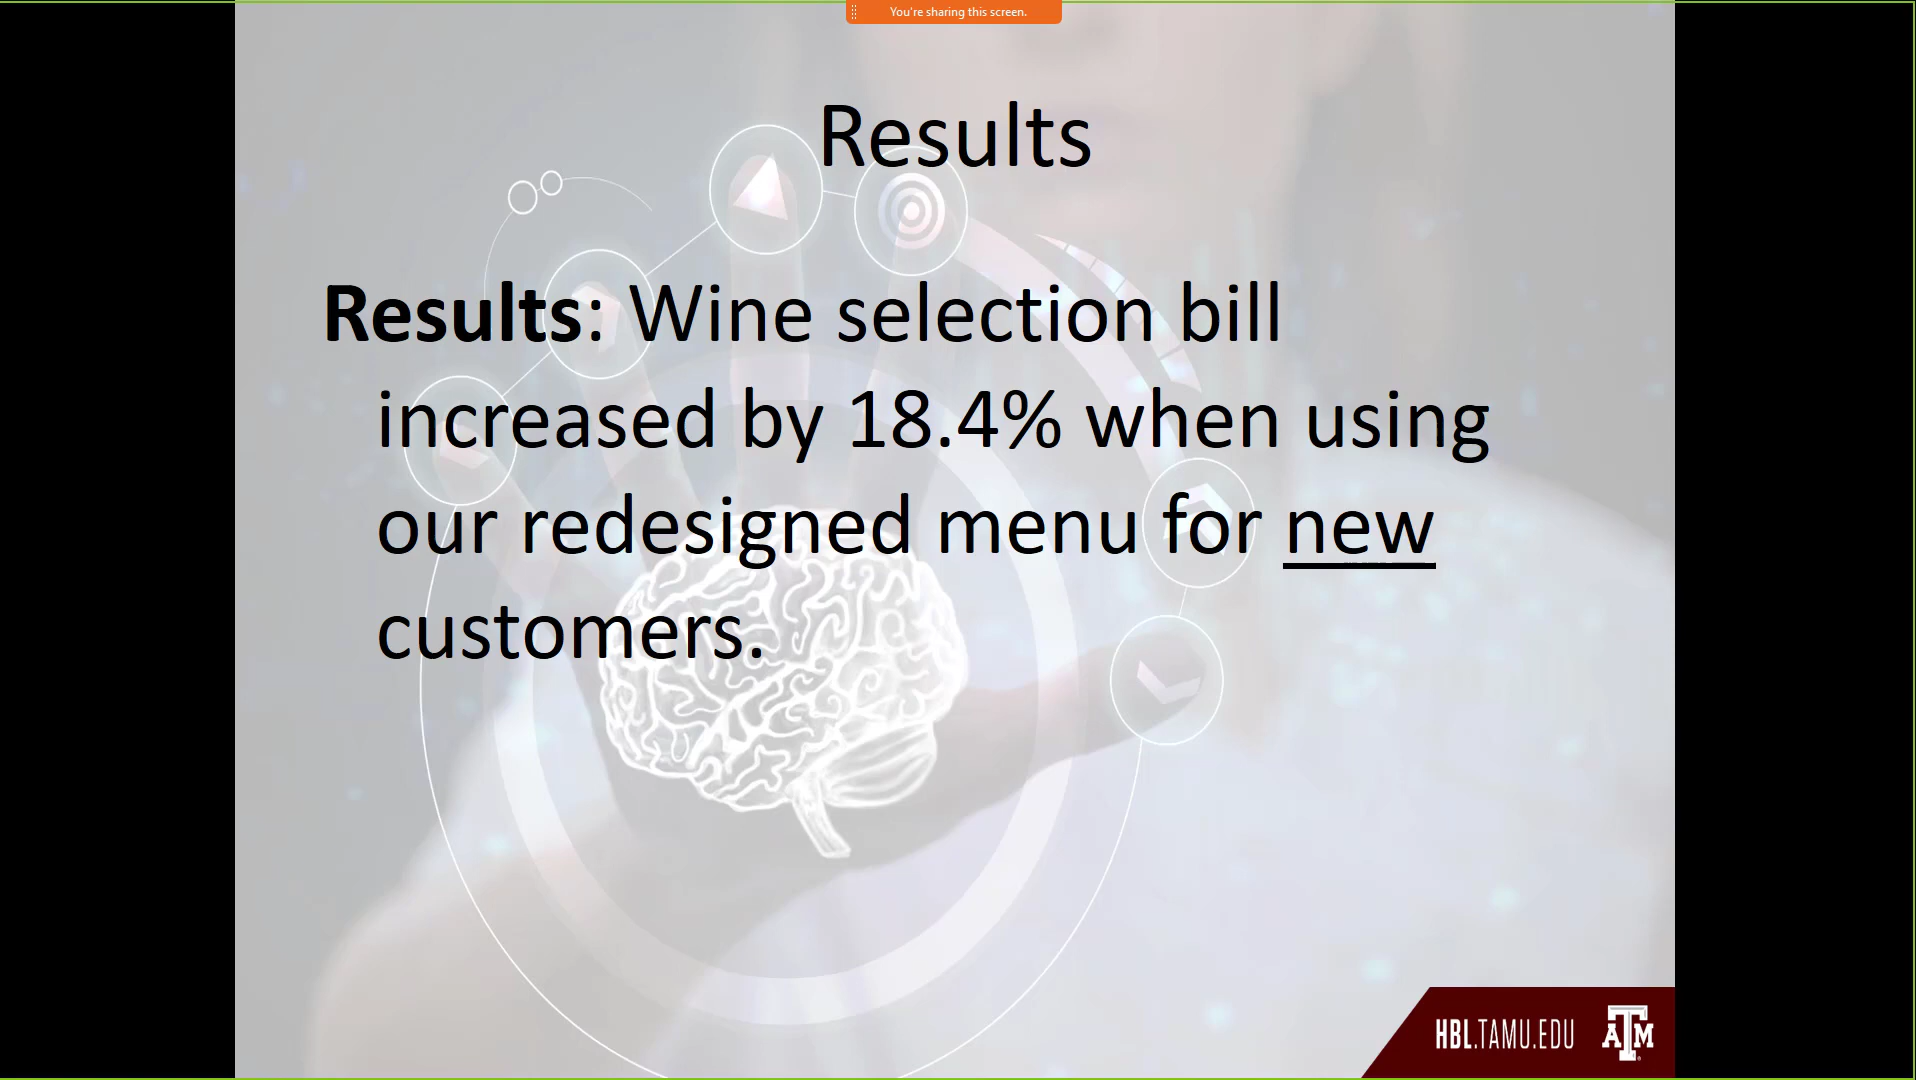 You're sharing this screen.
Results
Results: Wine selection bill
increased by 18.4% when using
our redesigned menu for new
customers.
HBL.TAMU.EDU
ATM